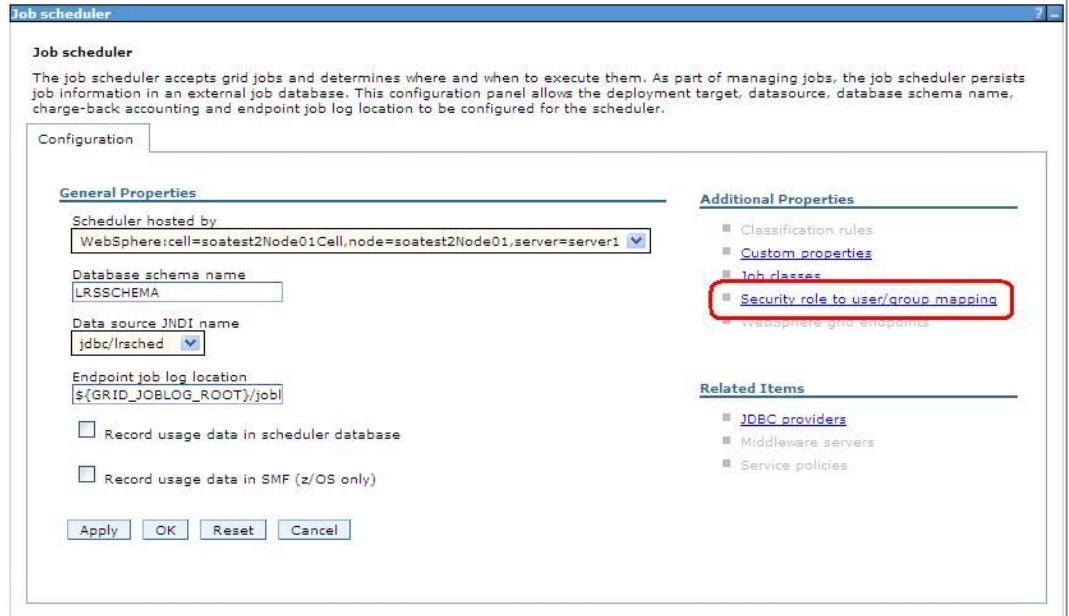 Job scheduler
?
Job scheduler
The job scheduler accepts grid jobs and determines where and when to execute them. As part of managing jobs, the job scheduler persists
job information in an external job database. This configuration panel allows the deployment target, datasource, database schema name,
charge-back accounting and endpoint job log location to be configured for the scheduler.
Configuration
General Properties
Scheduler hosted by
WebSphere:cell=soatest2Node01Cell,node=soatest2Node01,server=server1
Database schema name
LRSSCHEMA
Data source JNDI name
jdbc/lrsched
Endpoint job log location
${GRID_JOBLOG_ROOT}/jobl
Record usage data in scheduler database
Record usage data in SMF (z/OS only)
Apply OK Reset Cancel
Additional Properties
Classification rules
Custom properties
Job classes
Security role to user/group mapping
WebSphere grid endpoints
Related Items
JDBC providers
Middleware servers
Service policies